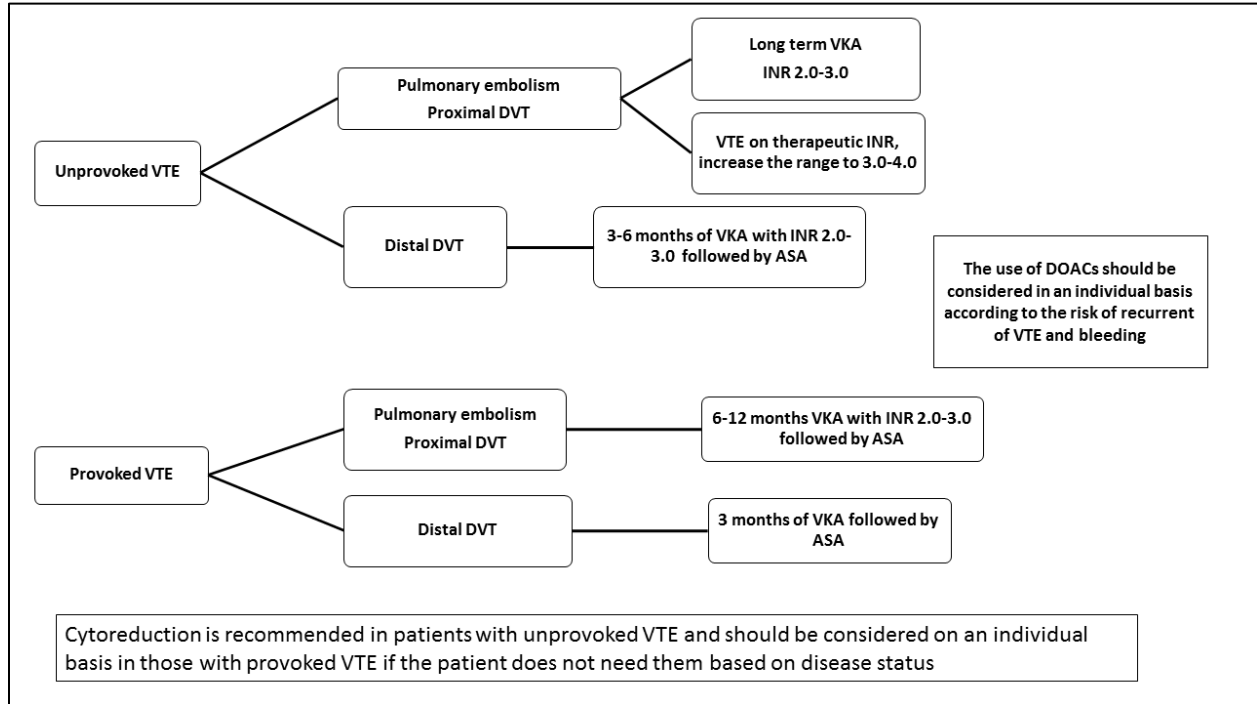 Unprovoked VTE
Pulmonary embolism
Proximal DVT
Long term VKA
INR 2.0-3.0
VTE on therapeutic INR,
increase the range to 3.0-4.0
Distal DVT
3-6 months of VKA with INR 2.0-
3.0 followed by ASA
The use of DOACs should be
considered in an individual basis
according to the risk of recurrent
of VTE and bleeding
Provoked VTE
Pulmonary embolism
Proximal DVT
6-12 months VKA with INR 2.0-3.0
followed by ASA
Distal DVT
3 months of VKA followed by
ASA
Cytoreduction is recommended in patients with unprovoked VTE and should be considered on an individual
basis in those with provoked VTE if the patient does not need them based on disease status